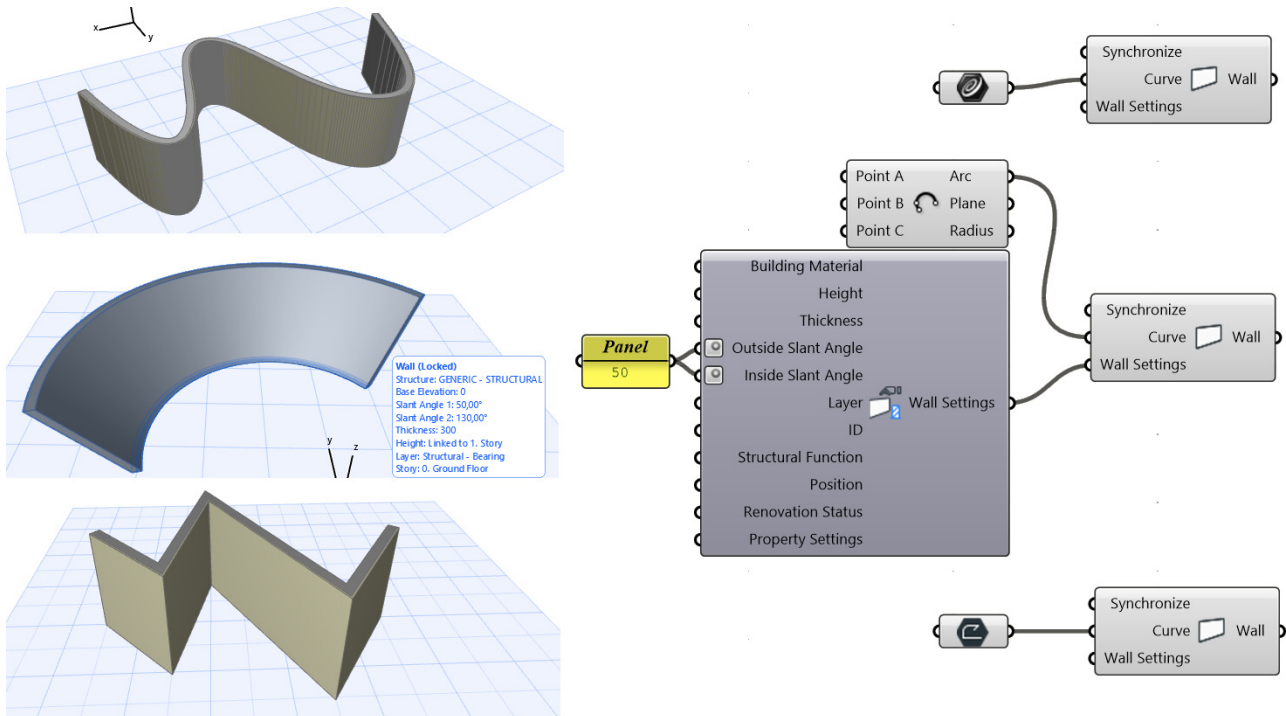 x
y
Wall (Locked)
Structure: GENERIC - STRUCTURAL
Base Elevation: 0
Slant Angle 1: 50,00°
Slant Angle 2: 130,00°
Thickness: 300
Height: Linked to 1. Story
Layer: Structural - Bearing
Story: 0. Ground Floor
y
z
Synchronize
Curve Wall
Wall Settings
Point A Arc
Point B Plane
Point C Radius
Panel
50
Building Material
Height
Thickness
Outside Slant Angle
Inside Slant Angle
Layer Wall Settings
ID
Structural Function
Position
Renovation Status
Property Settings
Synchronize
Curve Wall
Wall Settings
Synchronize
Curve Wall
Wall Settings